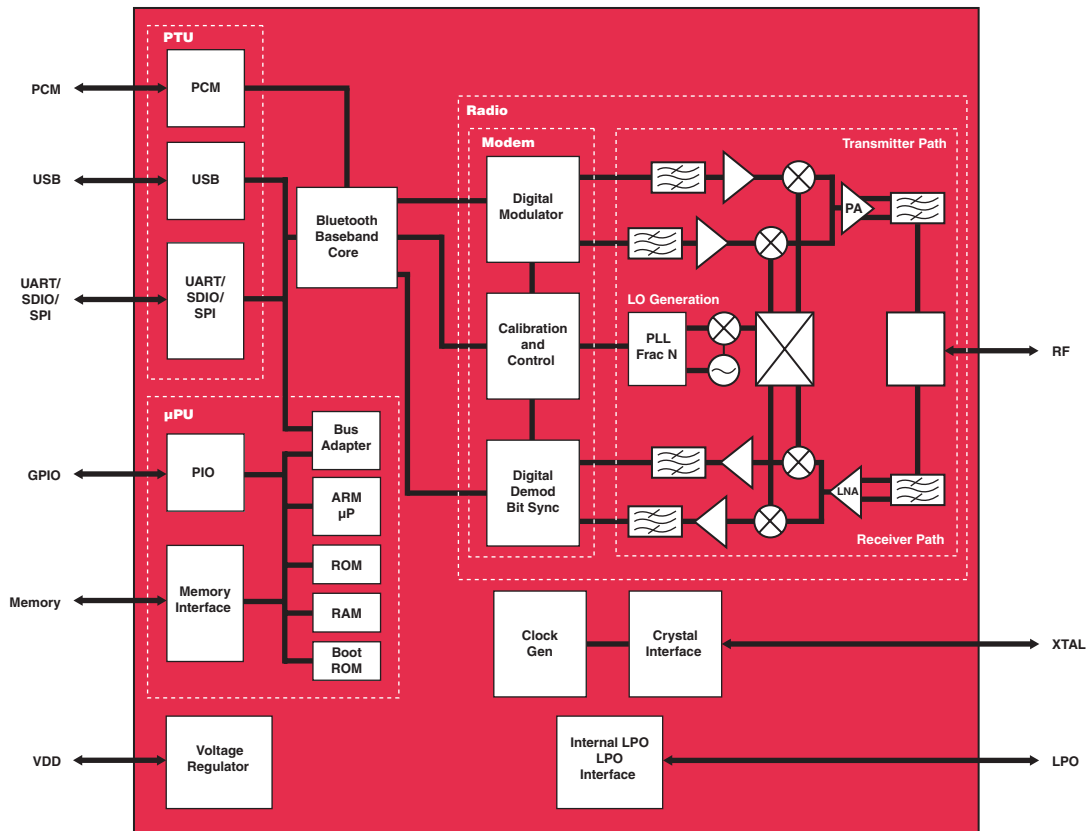 PTU
PCM
PCM
USB
USB
UART/
SDIO/
SPI
UART/
SDIO/
SPI
Bluetooth
Baseband
Core
Radio
Modem
Digital
Modulator
Calibration
and
Control
Digital
Demod
Bit Sync
Transmitter Path
PA
LO Generation
PLL
Frac N
RF
LNA
Receiver Path
µPU
GPIO
PIO
Bus
Adapter
ARM
µP
ROM
RAM
Boot
ROM
Memory
Memory
Interface
Clock
Gen
Crystal
Interface
XTAL
VDD
Voltage
Regulator
Internal LPO
LPO
Interface
LPO